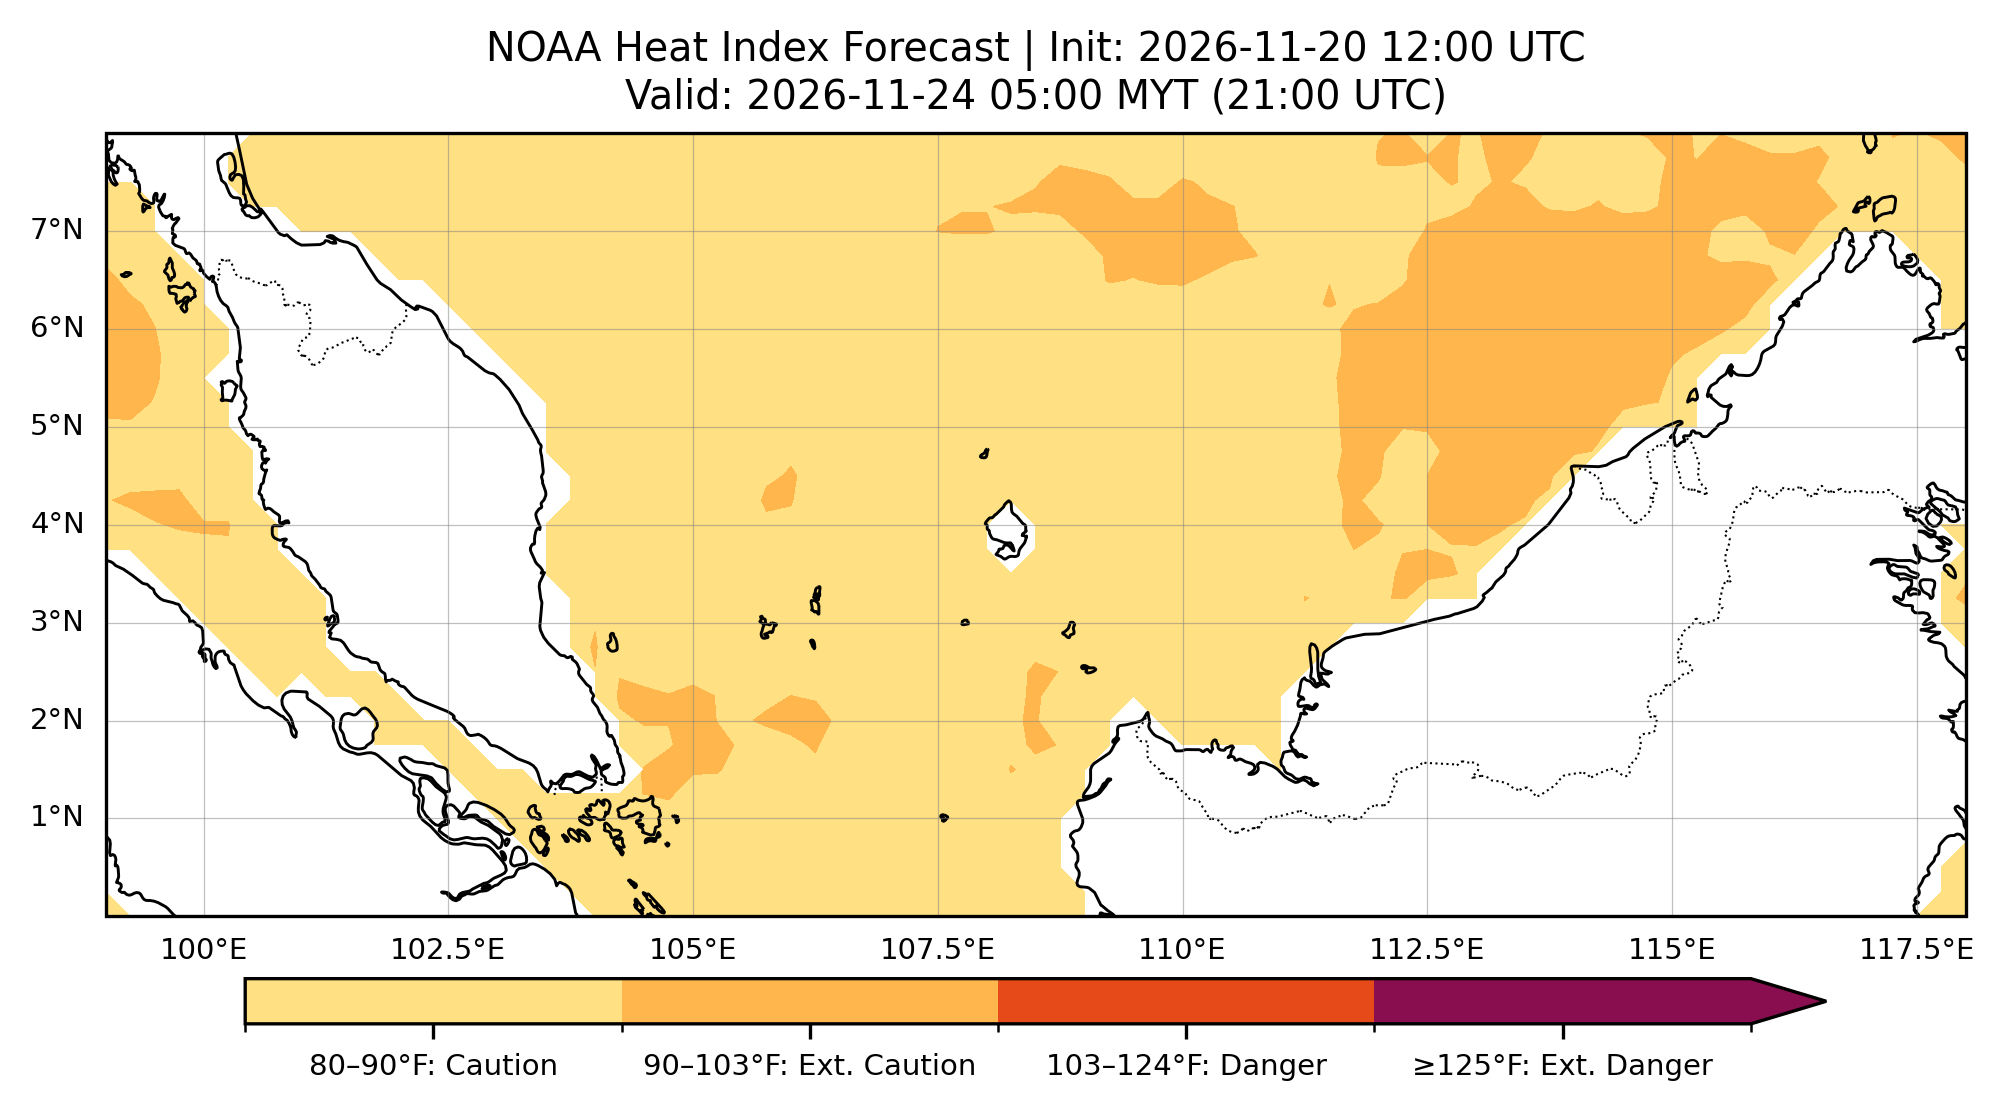 NOAA Heat Index Forecast | Init: 2026-11-20 12:00 UTC
Valid: 2026-11-24 05:00 MYT (21:00 UTC)
7°N
6°N
5°N
4°N
3°N
2°N
1°N
100°E
102.5°E
105°E
107.5°E
110°E
112.5°E
115°E
117.5°E
80–90°F: Caution
90–103°F: Ext. Caution
103–124°F: Danger
≥125°F: Ext. Danger